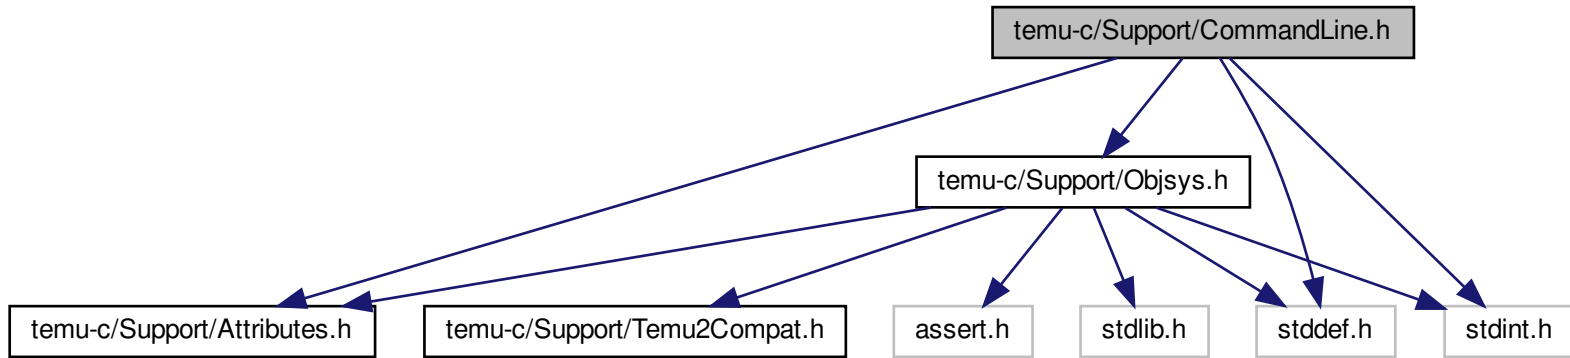 temu-c/Support/CommandLine.h
temu-c/Support/Objsys.h
temu-c/Support/Attributes.h
temu-c/Support/Temu2Compat.h
assert.h
stdlib.h
stddef.h
stdint.h